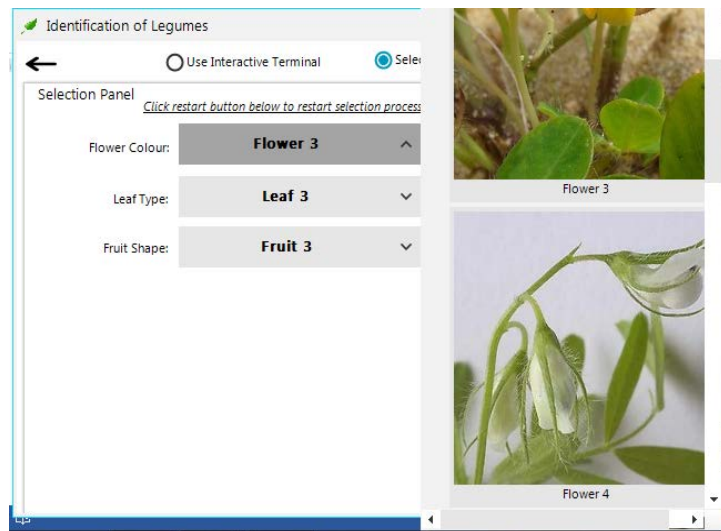 Identification of Legumes
Use Interactive Terminal
Selec
Selection Panel
Click restart button below to restart selection process
Flower Colour: Flower 3
Leaf Type: Leaf 3
Fruit Shape: Fruit 3
Flower 3
Flower 4